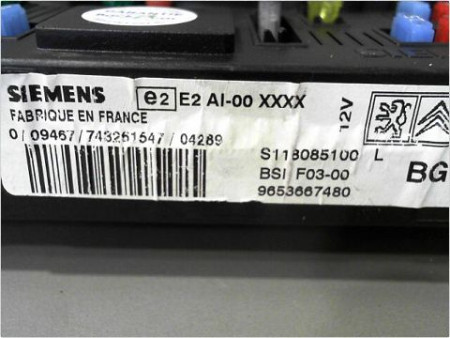 SIEMENS e2 E2 AI-00 XXXX
FABRIQUE EN FRANCE
12V
0/09467/743261547/04289
S118085100 L
BSI F03-00
BG
9653667480